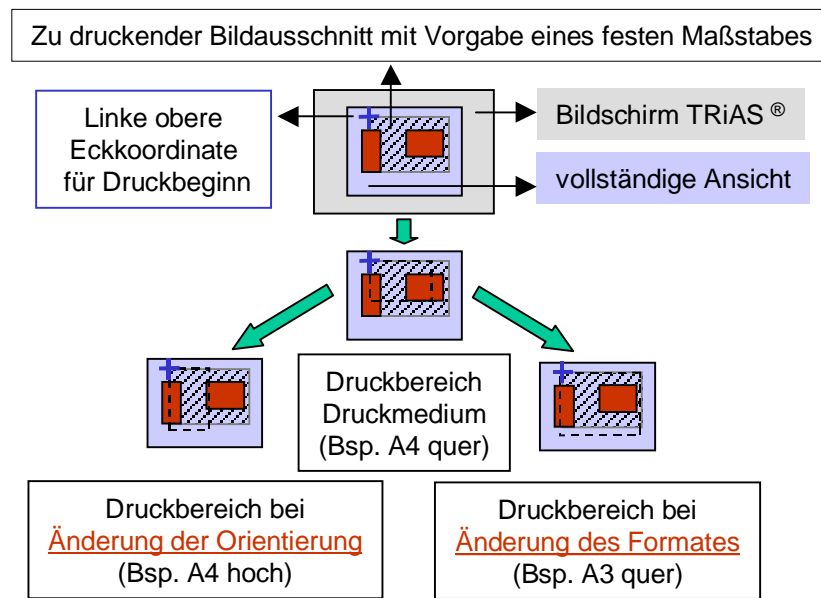 Zu druckender Bildausschnitt mit Vorgabe eines festen Maßstabes
Linke obere
Eckkoordinate
für Druckbeginn
Bildschirm TRiAS ®
vollständige Ansicht
Druckbereich
Druckmedium
(Bsp. A4 quer)
Druckbereich bei
Änderung der Orientierung
(Bsp. A4 hoch)
Druckbereich bei
Änderung des Formates
(Bsp. A3 quer)